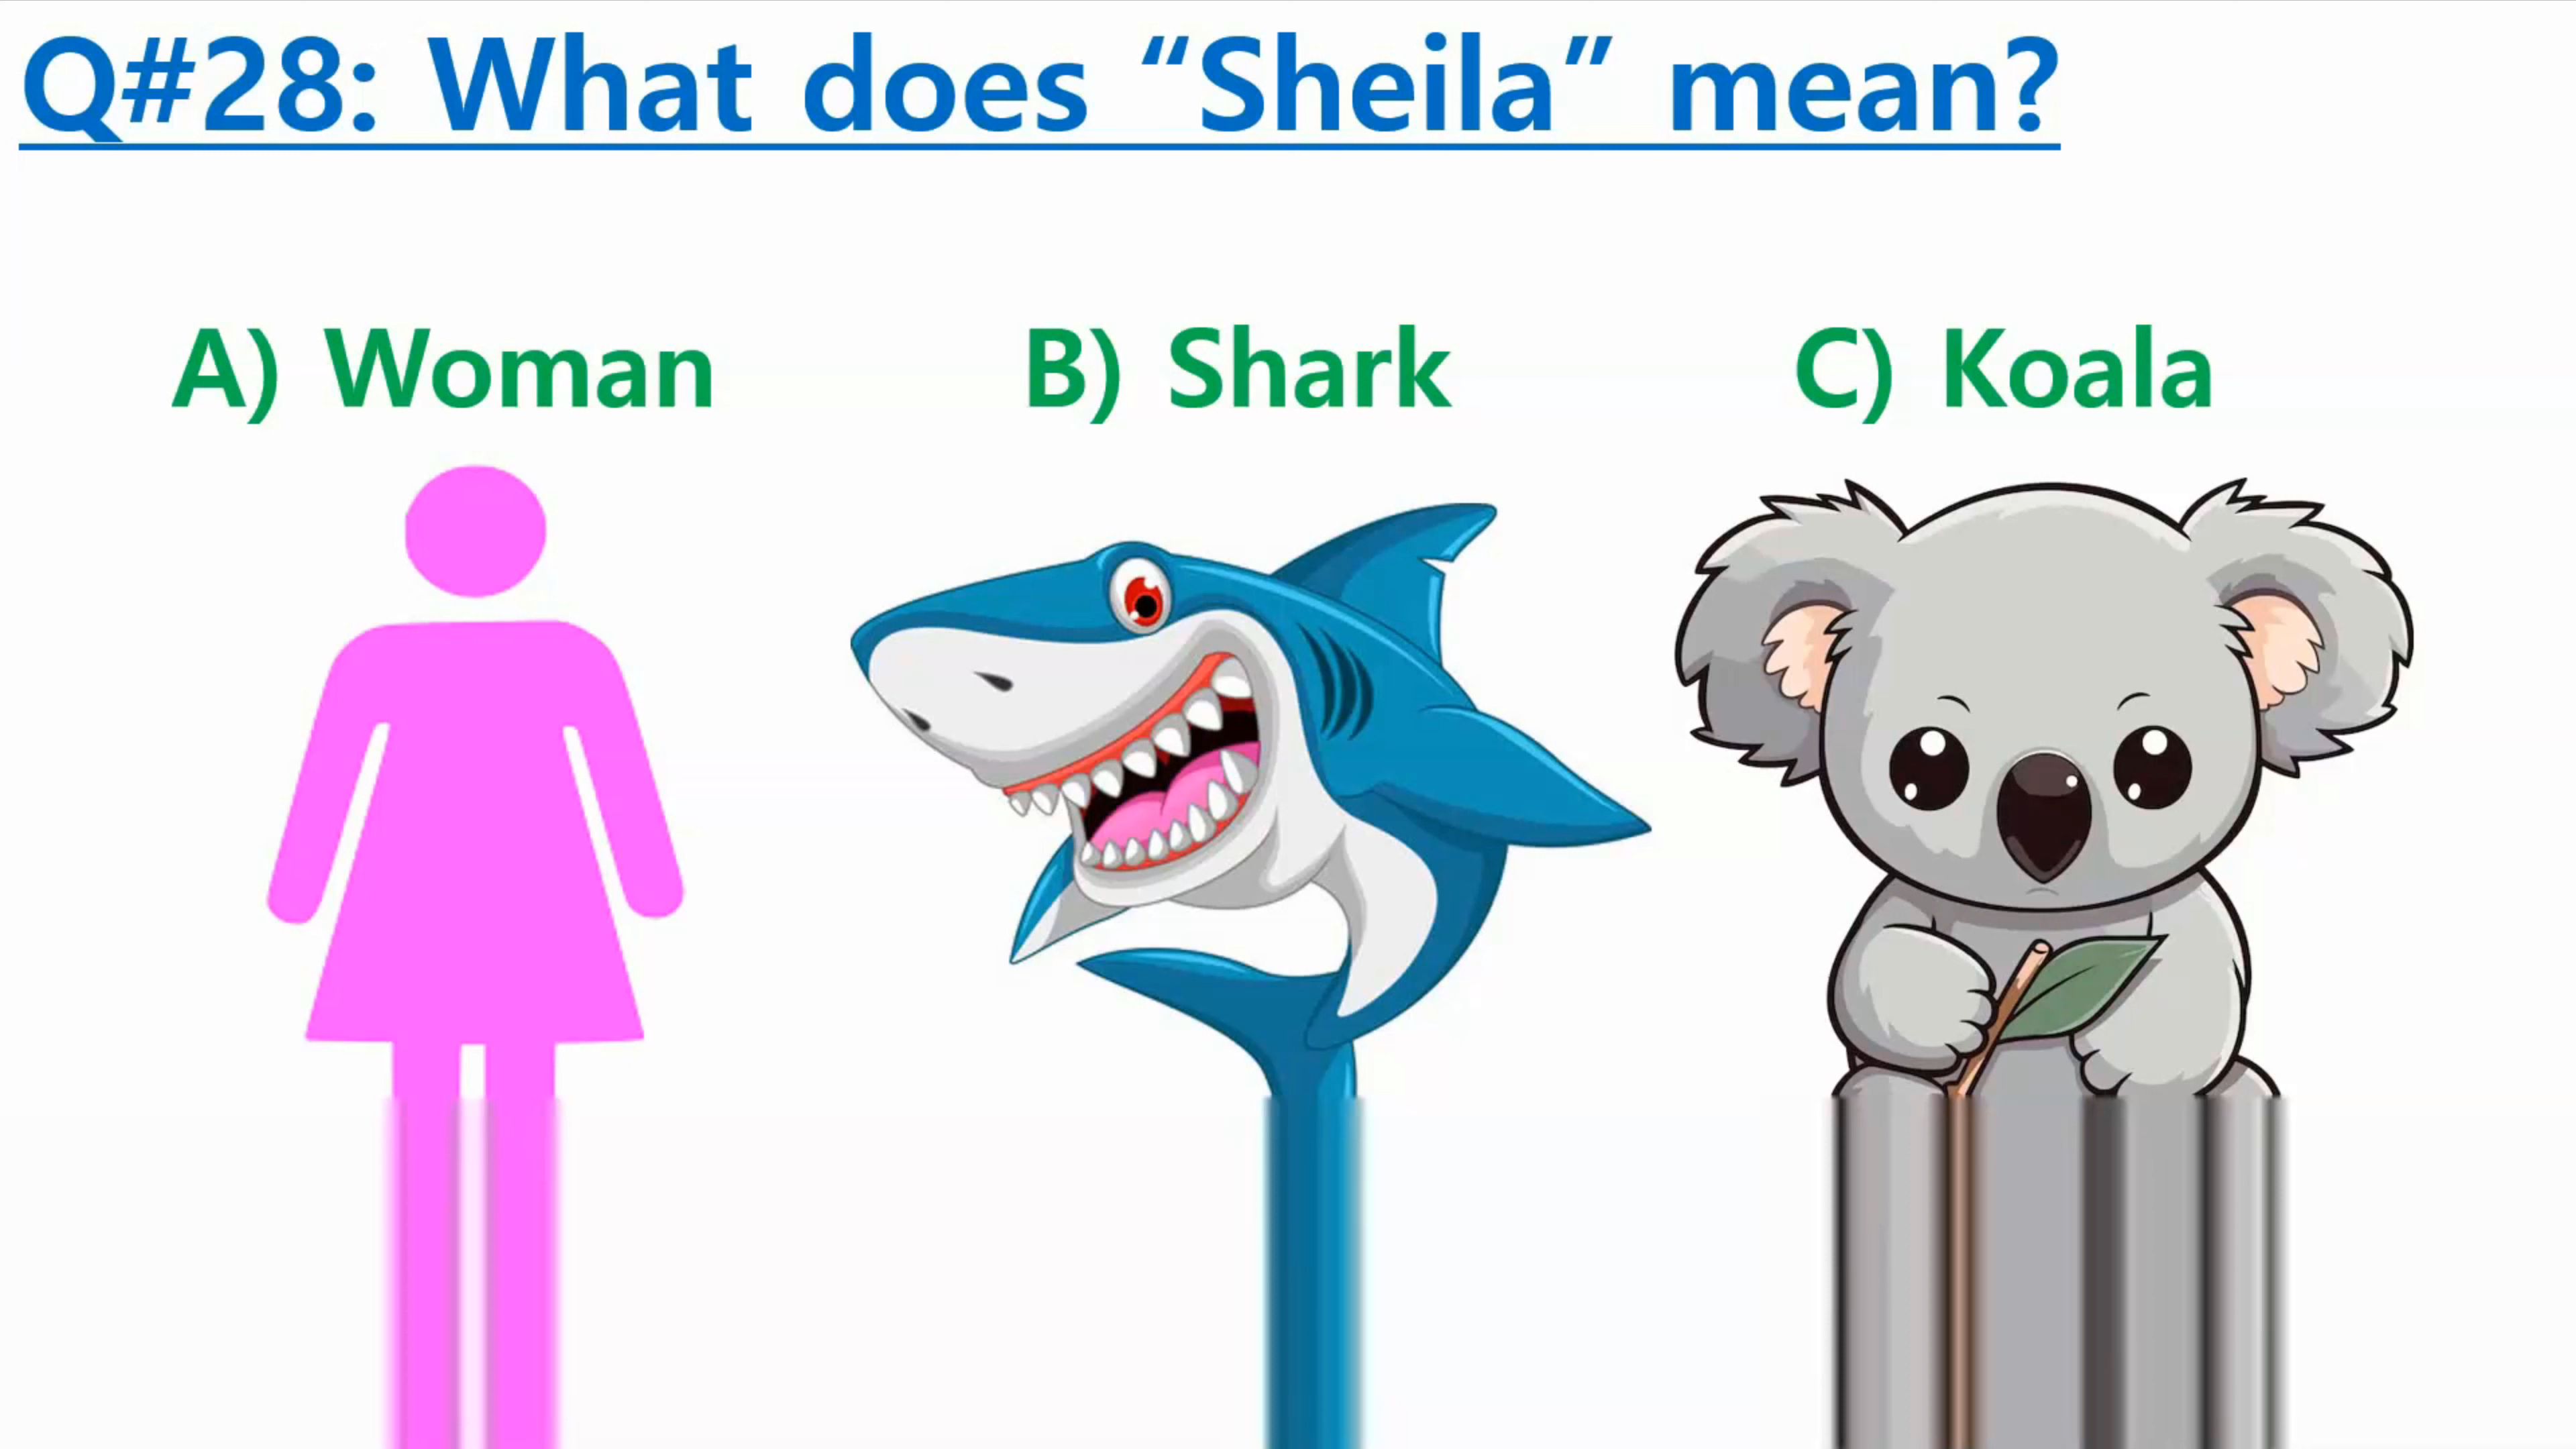 Q#28: What does “Sheila” mean?
A) Woman B) Shark C) Koala